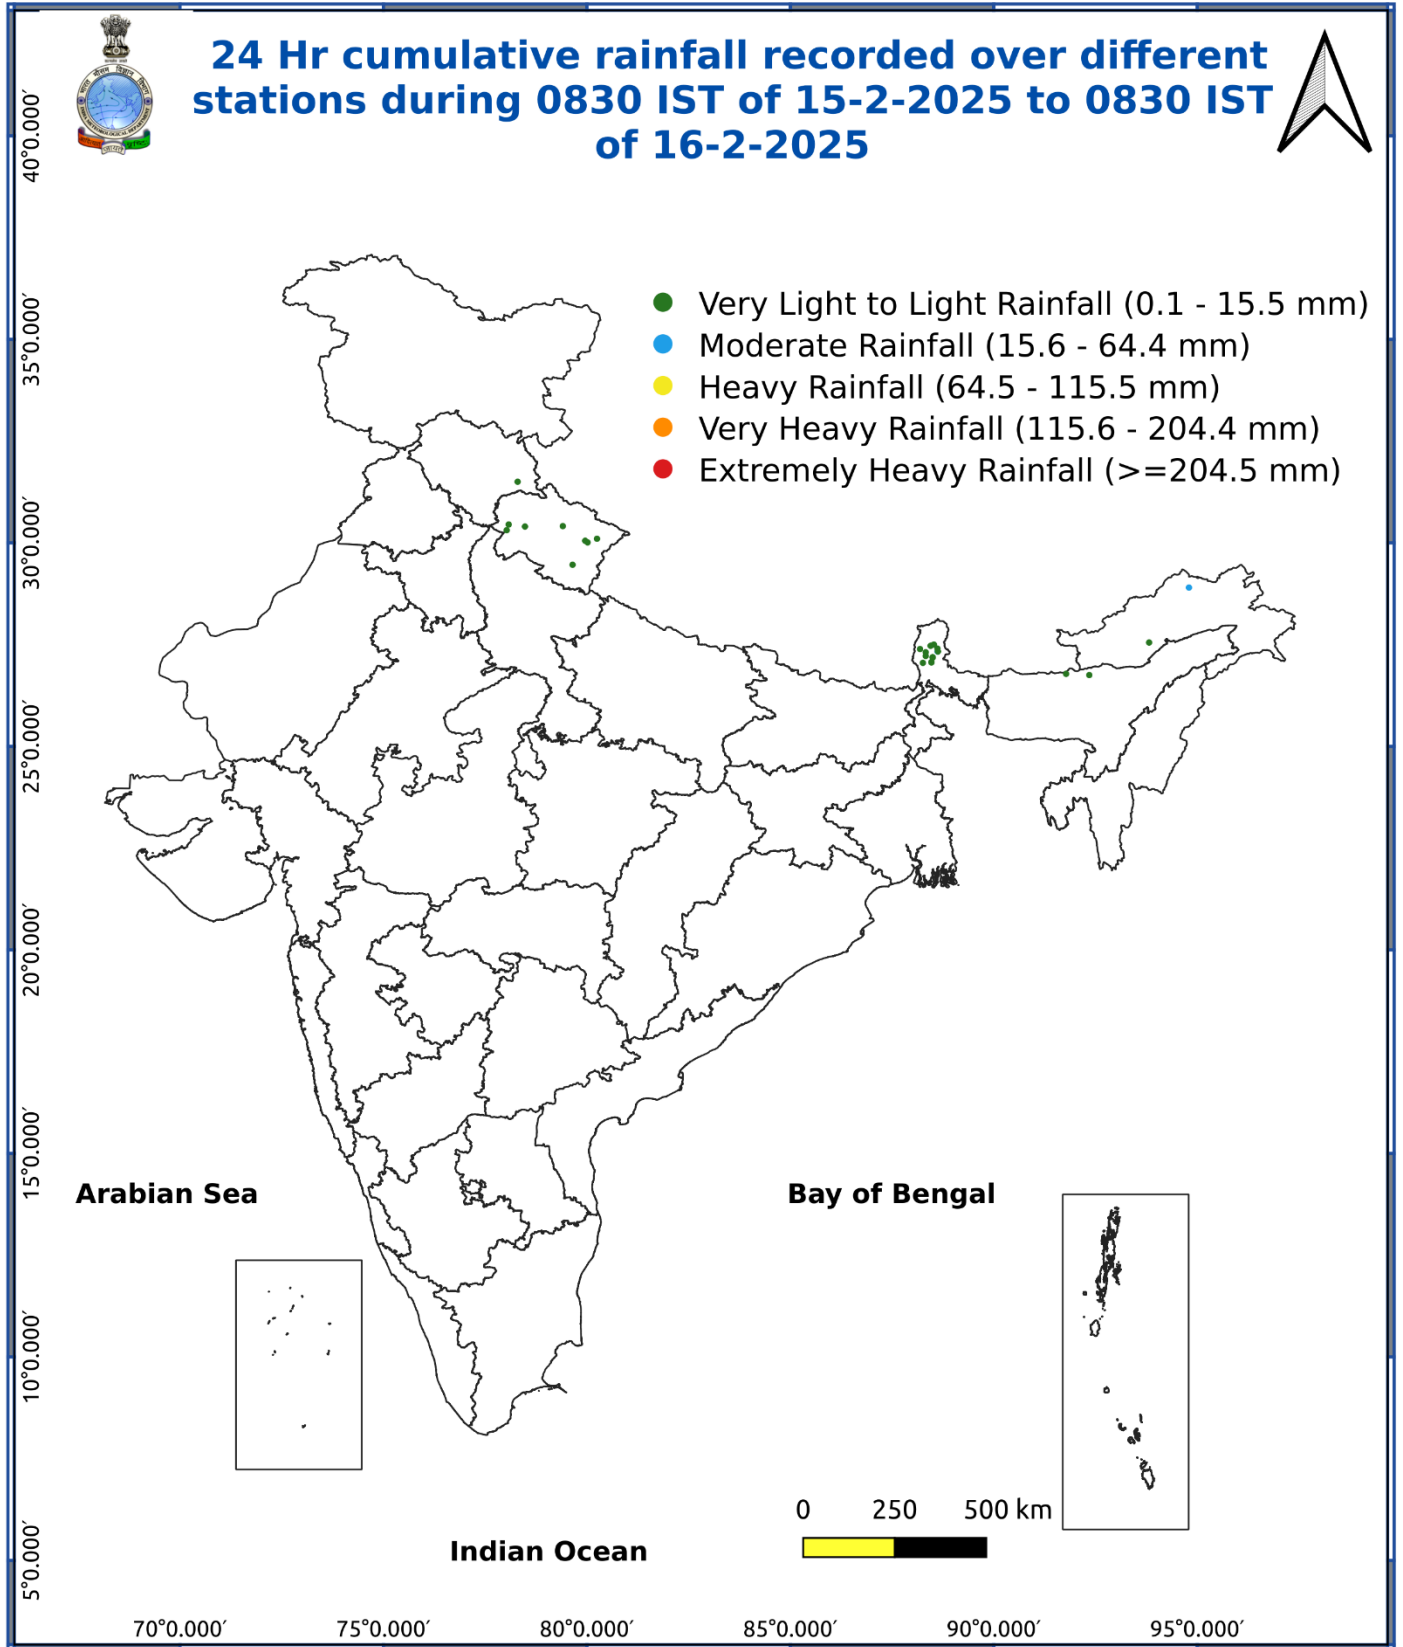 24 Hr cumulative rainfall recorded over different
stations during 0830 IST of 15-2-2025 to 0830 IST
of 16-2-2025
Very Light to Light Rainfall (0.1 - 15.5 mm)
Moderate Rainfall (15.6 - 64.4 mm)
Heavy Rainfall (64.5 - 115.5 mm)
Very Heavy Rainfall (115.6 - 204.4 mm)
Extremely Heavy Rainfall (>=204.5 mm)
40°0.000′
35°0.000′
30°0.000′
25°0.000′
20°0.000′
15°0.000′
10°0.000′
5°0.000′
Arabian Sea
Bay of Bengal
0 250 500 km
Indian Ocean
70°0.000′ 75°0.000′ 80°0.000′ 85°0.000′ 90°0.000′ 95°0.000′